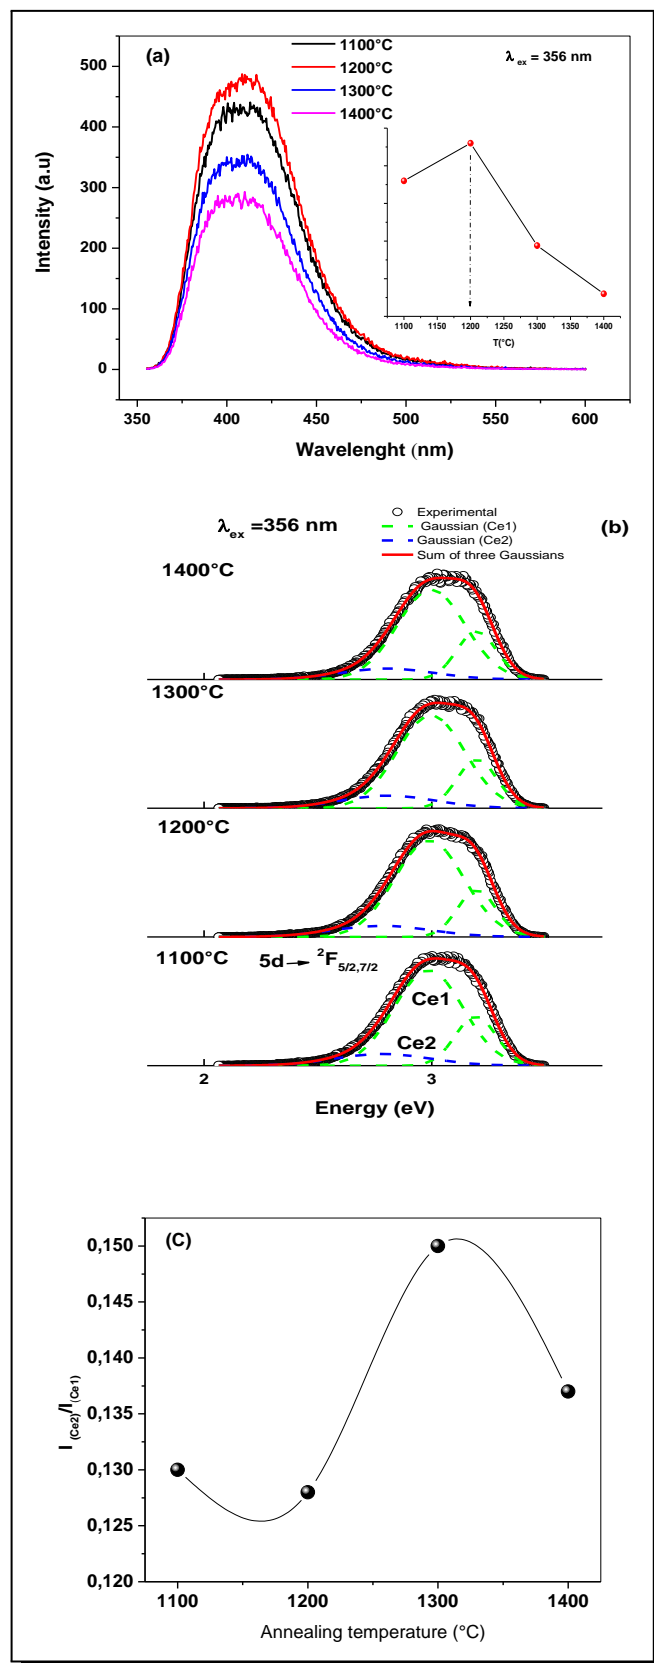 (a)
1100°C
1200°C
1300°C
1400°C
λ ex = 356 nm
500
400
300
200
100
0
Intensity (a.u)
350
400
450
500
550
600
Wavelenght (nm)
1100 1150 1200 1250 1300 1350 1400
T(°C)
(b)
λex =356 nm
Experimental
Gaussian (Ce1)
Gaussian (Ce2)
Sum of three Gaussians
1400°C
1300°C
1200°C
1100°C
5d → 2F5/2,7/2
Ce1
Ce2
2
3
Energy (eV)
(C)
0,150
0,145
0,140
0,135
0,130
0,125
0,120
I (Ce2)/I(Ce1)
1100
1200
1300
1400
Annealing temperature (°C)